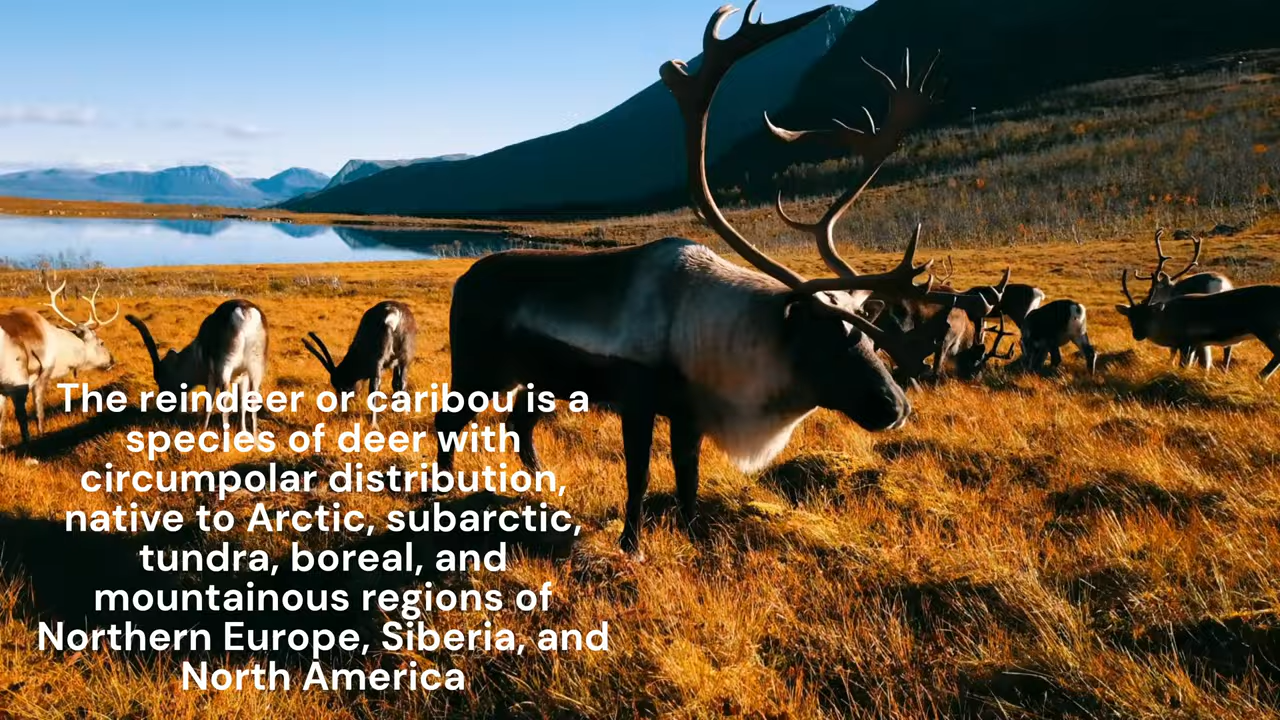 The reindeer or caribou is a
species of deer with
circumpolar distribution,
native to Arctic, subarctic,
tundra, boreal, and
mountainous regions of
Northern Europe, Siberia, and
North America